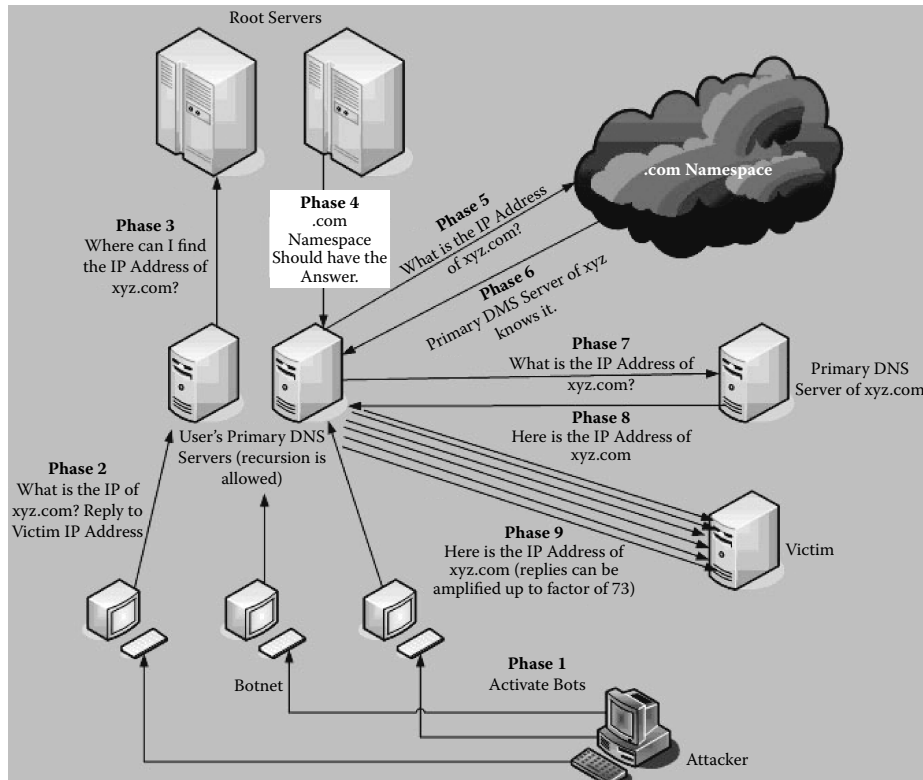 Root Servers
Phase 3
Where can I find
the IP Address of
xyz.com?
Phase 4
.com
Namespace
Should have the
Answer.
Phase 5
What is the IP Address
of xyz.com?
.com Namespace
Phase 6
Primary DMS Server of xyz
knows it.
Phase 7
What is the IP Address of
xyz.com?
Primary DNS
Server of xyz.com
Phase 8
Here is the IP Address of
xyz.com
User's Primary DNS
Servers (recursion is
allowed)
Phase 2
What is the IP of
xyz.com? Reply to
Victim IP Address
Phase 9
Here is the IP Address of
xyz.com (replies can be
amplified up to factor of 73)
Victim
Botnet
Phase 1
Activate Bots
Attacker